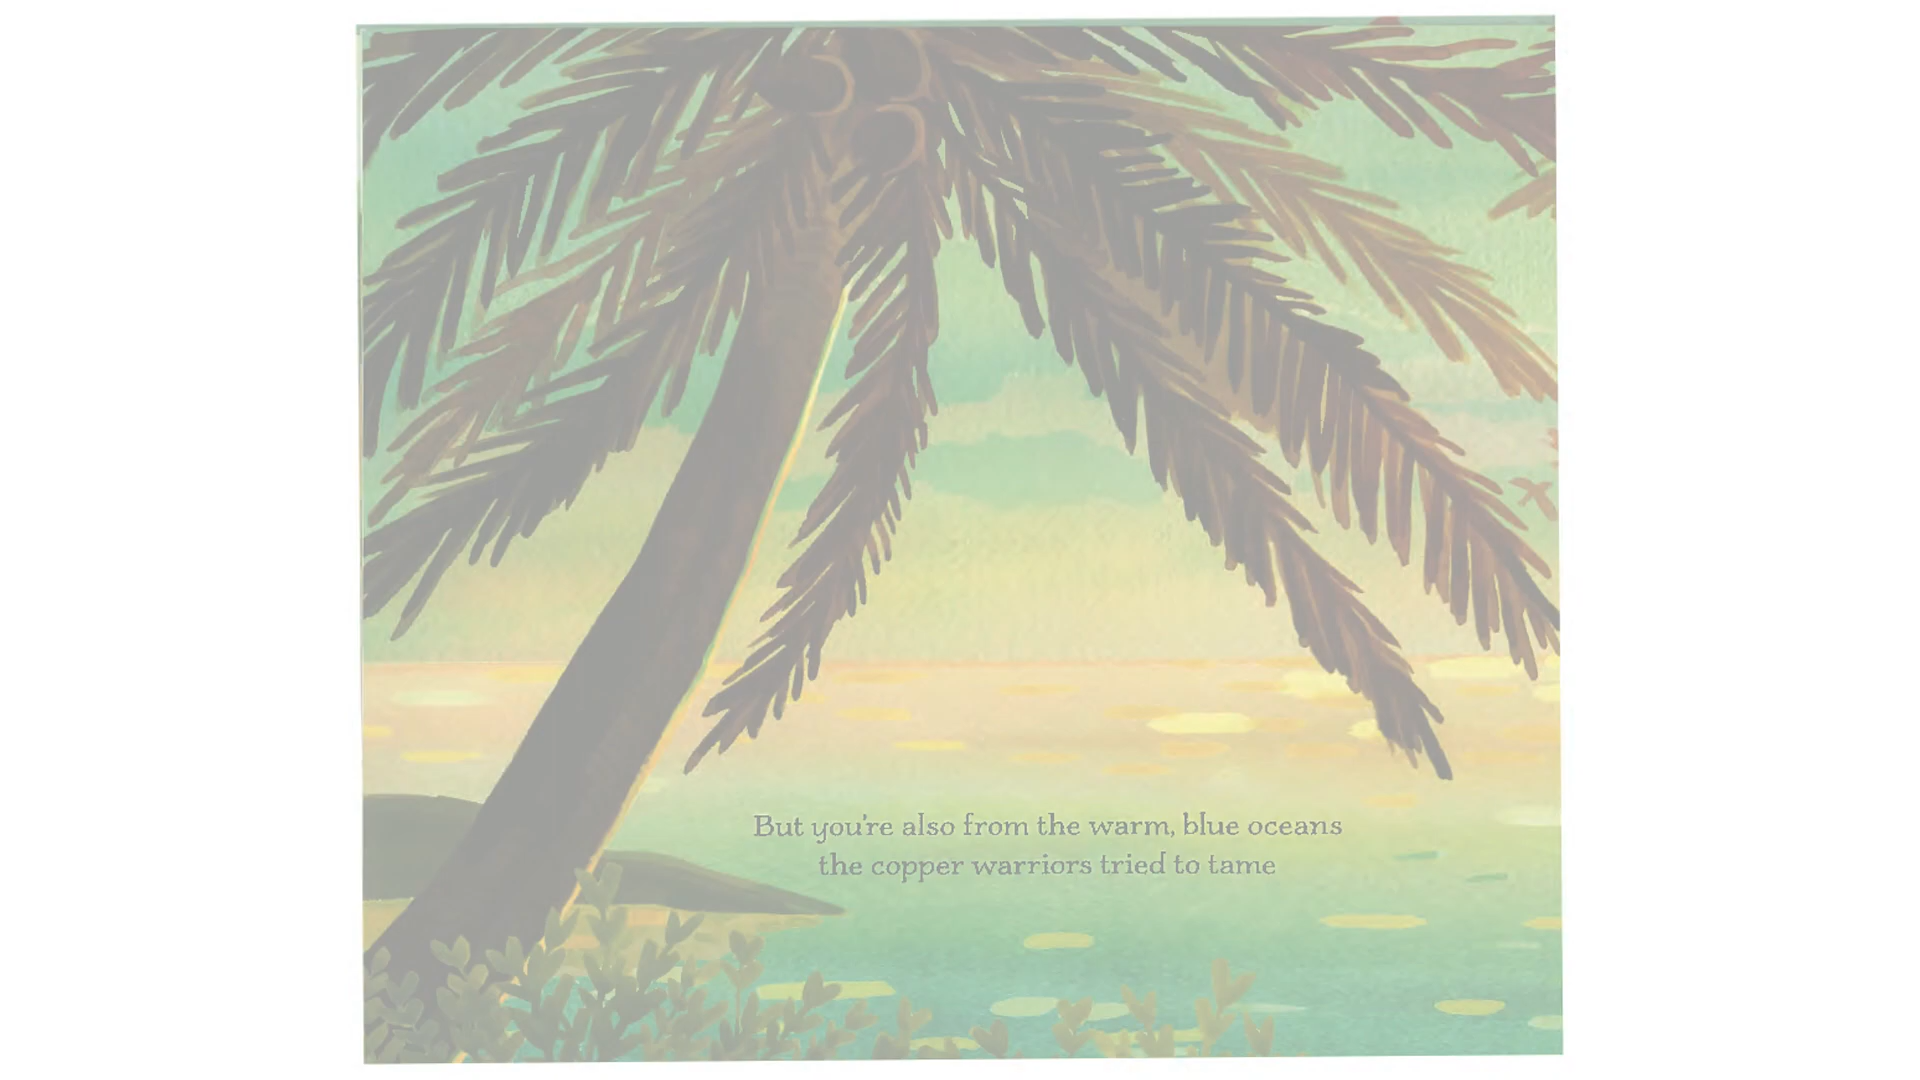 But you're also from the warm, blue oceans
the copper warriors tried to tame